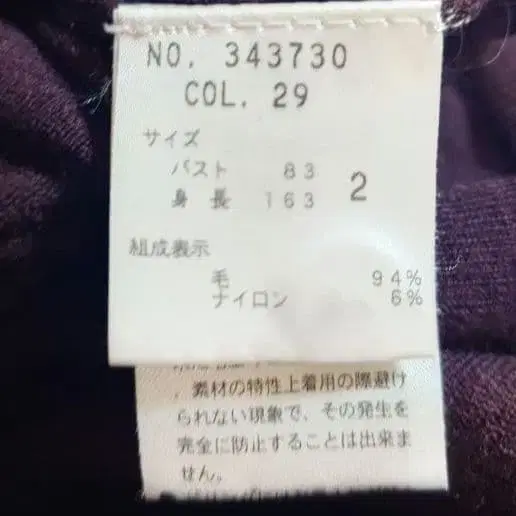 NO. 343730
COL. 29
サイズ
バスト 83
身長 163 2
組成表示
毛 94%
ナイロン 6%
、素材の特性上着用の際避け
られない現象で、その発生を
完全に防止することは出来ま
せん。